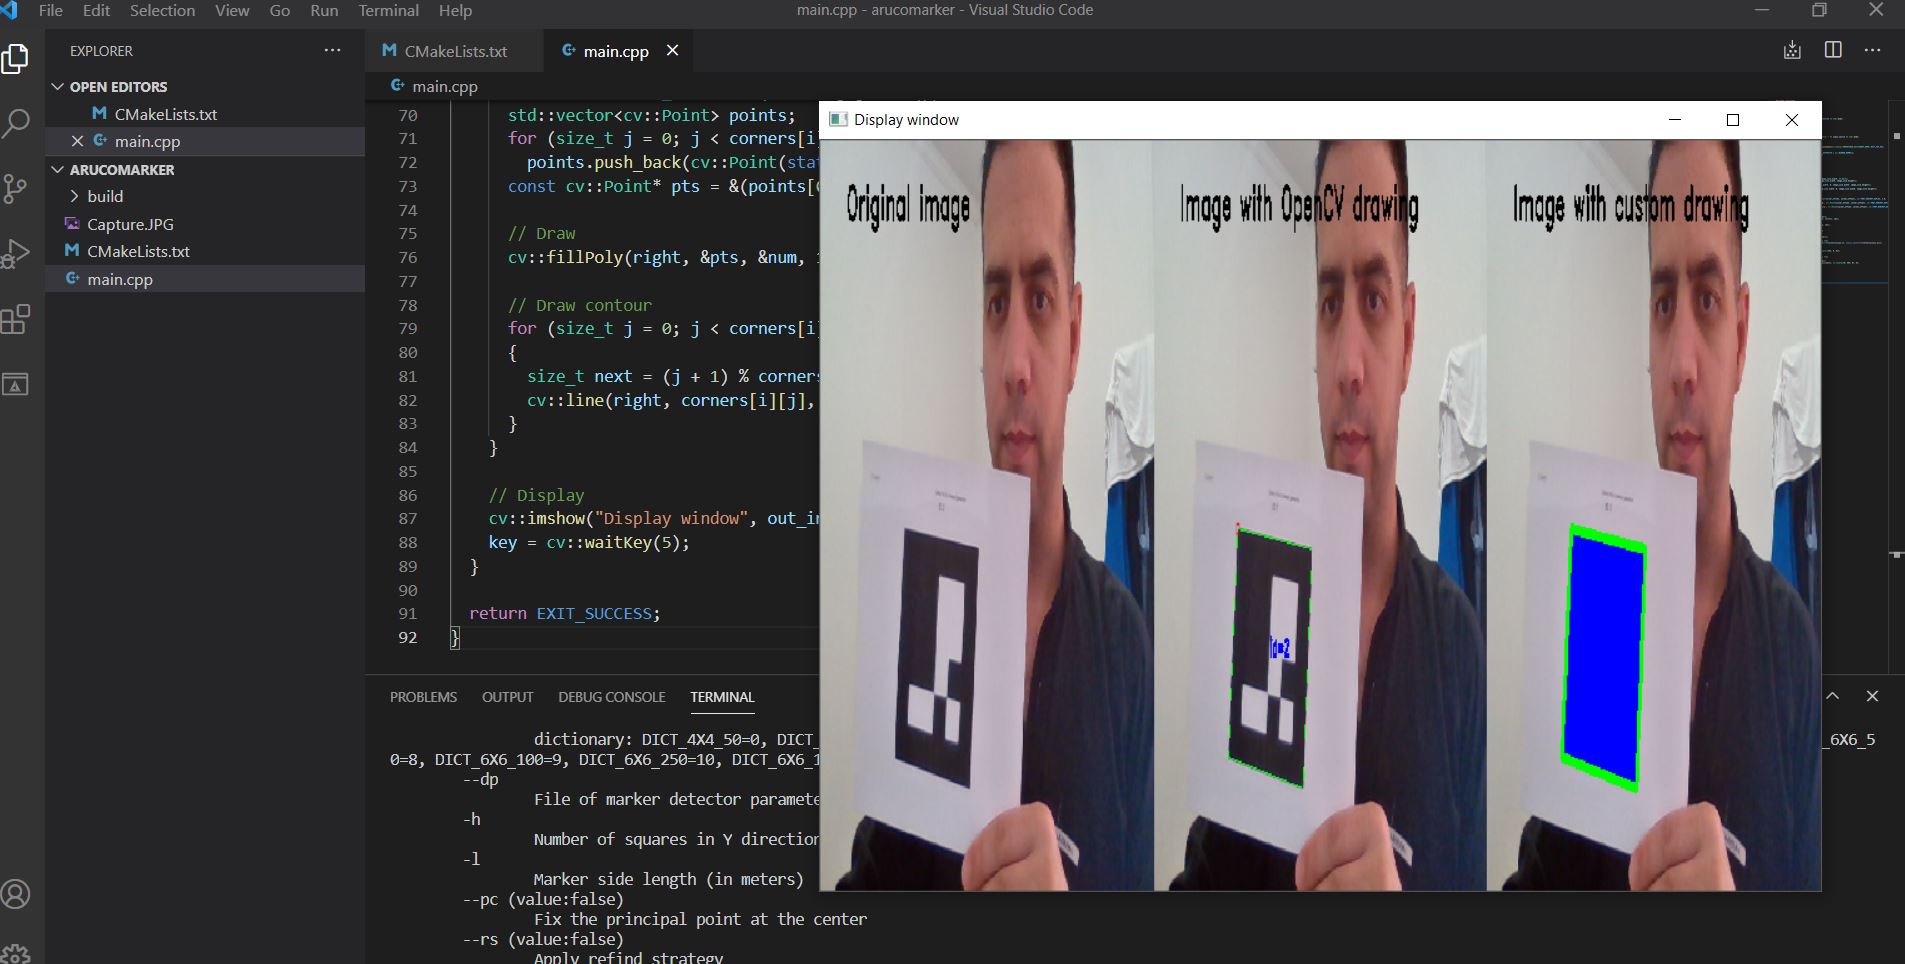 File Edit Selection View Go Run Terminal Help
main.cpp - arucomarker - Visual Studio Code
EXPLORER
OPEN EDITORS
CMakeLists.txt
main.cpp
ARUCOMARKER
build
Capture.JPG
CMakeLists.txt
main.cpp
CMakeLists.txt
main.cpp
main.cpp
70 std::vector<cv::Point> points;
71 for (size_t j = 0; j < corners[i]
72 points.push_back(cv::Point(sta
73 const cv::Point* pts = &(points[
74
75 // Draw
76 cv::fillPoly(right, &pts, &num,
77
78 // Draw contour
79 for (size_t j = 0; j < corners[i]
80 {
81 size_t next = (j + 1) % corners
82 cv::line(right, corners[i][j],
83 }
84 }
85
86 // Display
87 cv::imshow("Display window", out_i
88 key = cv::waitKey(5);
89 }
90
91 return EXIT_SUCCESS;
92 }
Display window
Original image
Image with OpenCV drawing
Image with custom drawing
id=2
PROBLEMS OUTPUT DEBUG CONSOLE TERMINAL
dictionary: DICT_4X4_50=0, DICT_
_6X6_5
0=8, DICT_6X6_100=9, DICT_6X6_250=10, DICT_6X6_1
--dp
File of marker detector paramete
-h
Number of squares in Y direction
-l
Marker side length (in meters)
--pc (value:false)
Fix the principal point at the center
--rs (value:false)
Apply refind strategy